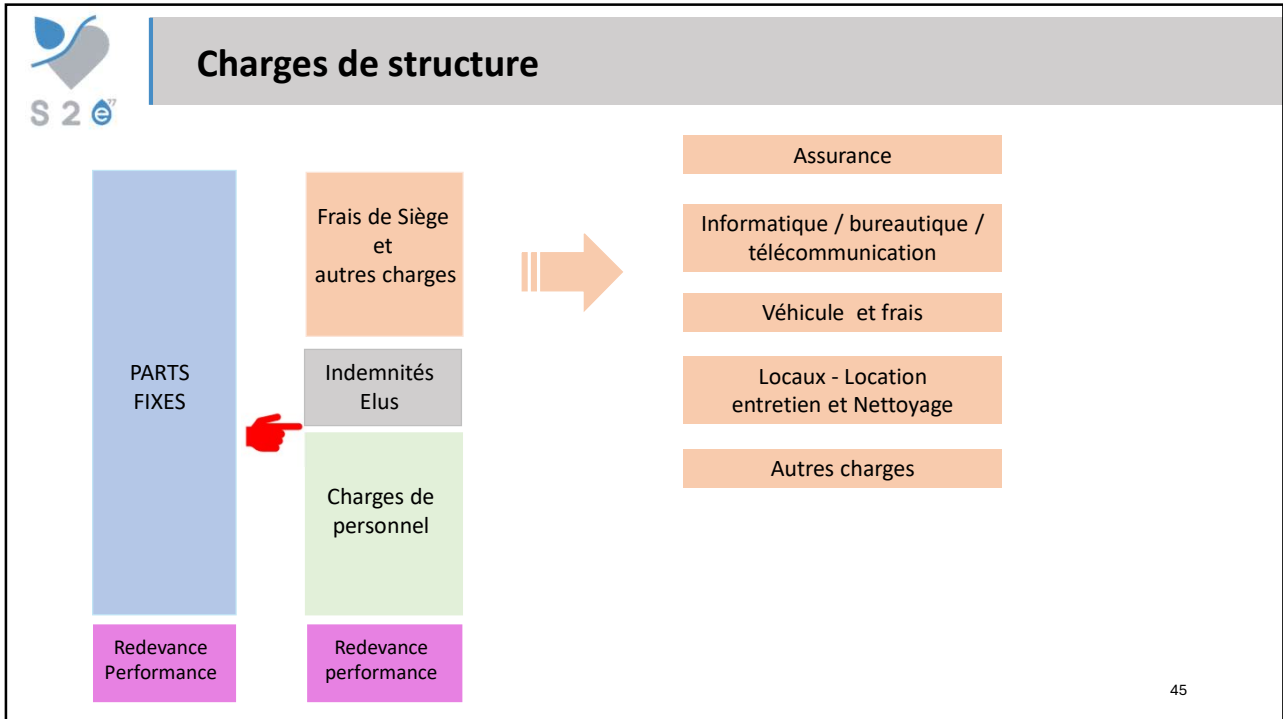 Charges de structure
S 2 e 77
PARTS
FIXES
Redevance
Performance
Frais de Siège
et
autres charges
Indemnités
Elus
Charges de
personnel
Redevance
performance
Assurance
Informatique / bureautique /
télécommunication
Véhicule et frais
Locaux - Location
entretien et Nettoyage
Autres charges
45